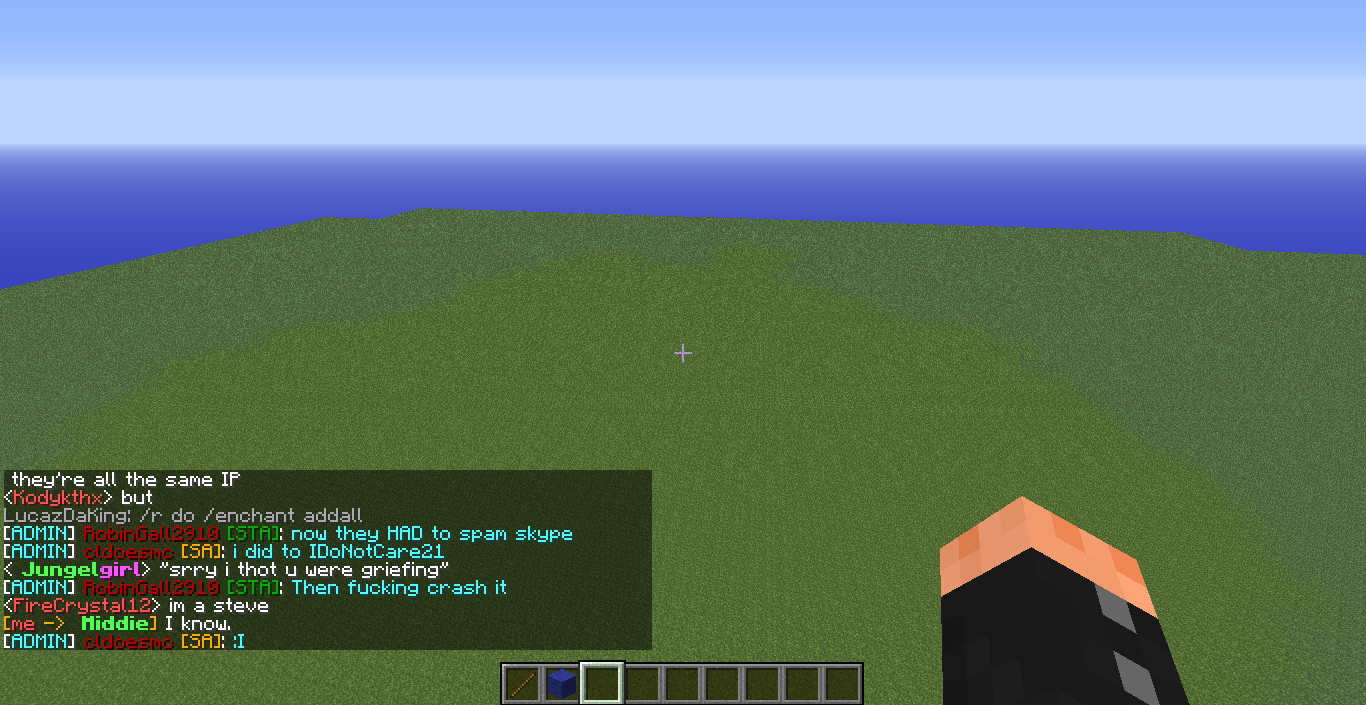 they're all the same IP
<Kodykthx> but
LucazDaKing: /r do /enchant addall
[ADMIN] RobinGall2910 [STA]: now they HAD to spam skype
[ADMIN] cldoesmc [SA]: i did to IDoNotCare21
< Jungelgirl> "srry i thot u were griefing"
[ADMIN] RobinGall2910 [STA]: Then fucking crash it
<FireCrystal12> im a steve
[me -> Middie] I know.
[ADMIN] cldoesmc [SA]: :I